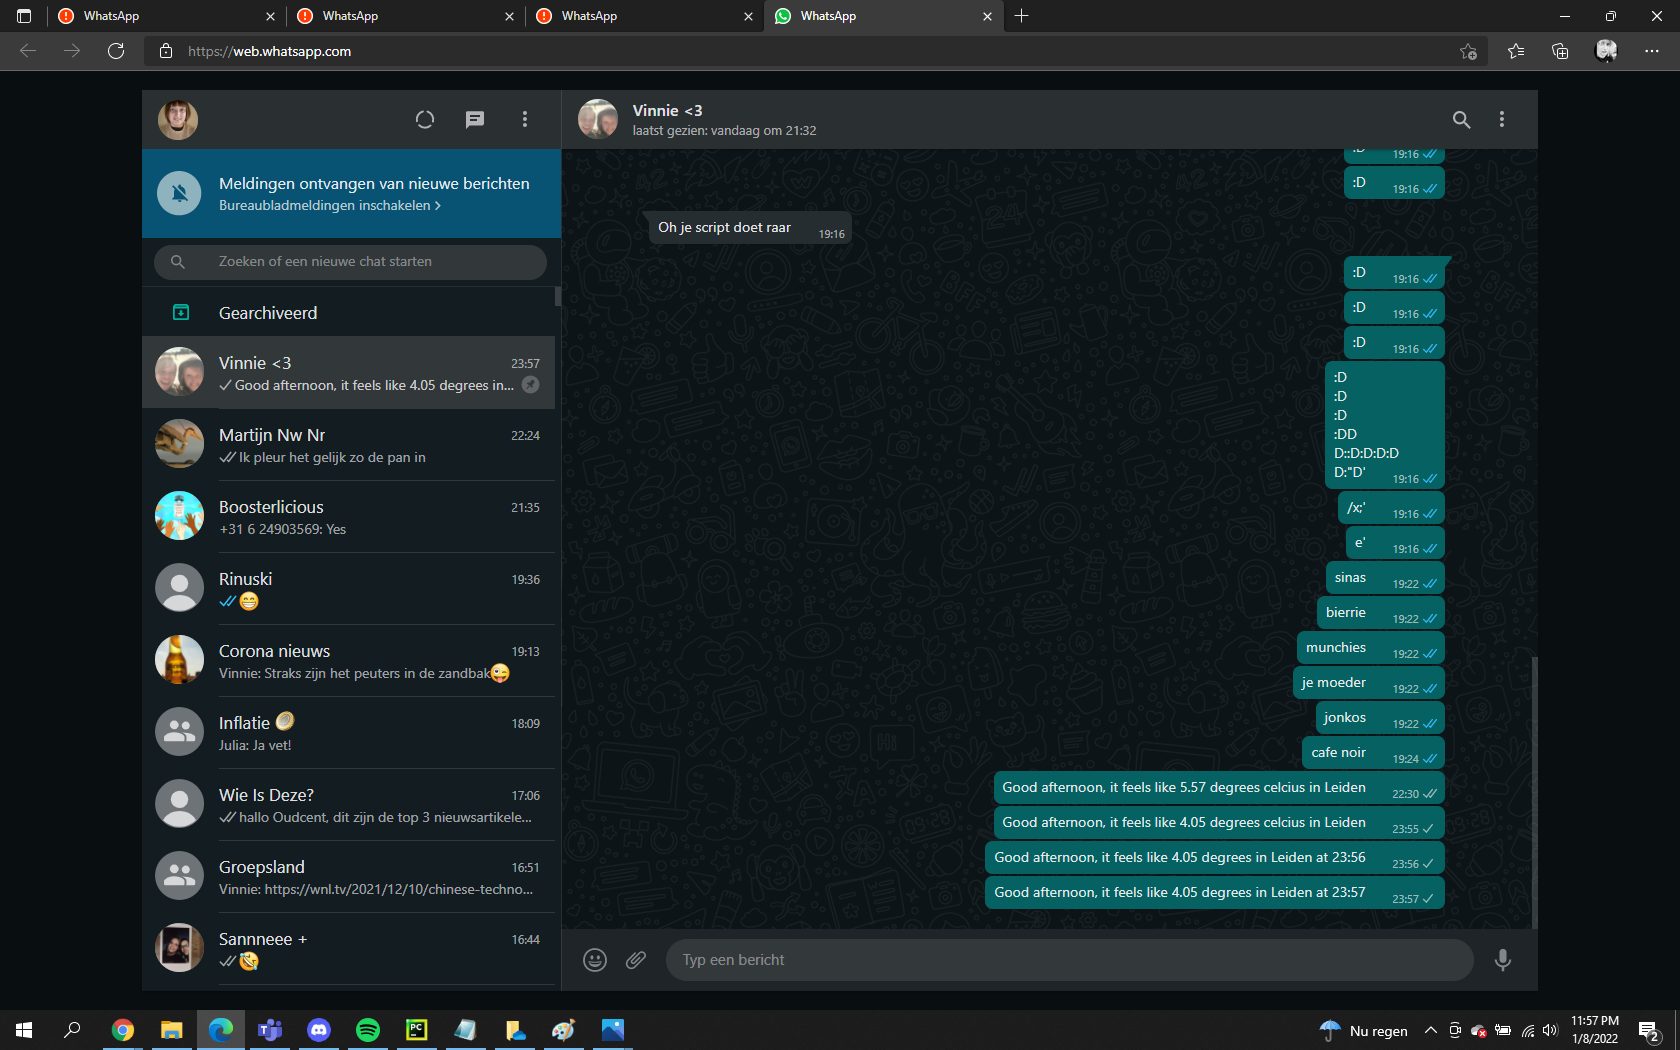 WhatsApp
WhatsApp
WhatsApp
WhatsApp
https://web.whatsapp.com
Vinnie <3
laatst gezien: vandaag om 21:32
Meldingen ontvangen van nieuwe berichten
Bureaubladmeldingen inschakelen >
Zoeken of een nieuwe chat starten
Gearchiveerd
Vinnie <3
23:57
Good afternoon, it feels like 4.05 degrees in...
Martijn Nw Nr
22:24
Ik pleur het gelijk zo de pan in
Boosterlicious
21:35
+31 6 24903569: Yes
Rinuski
19:36
😁
Corona nieuws
19:13
Vinnie: Straks zijn het peuters in de zandbak😜
Inflatie 🪙
18:09
Julia: Ja vet!
Wie Is Deze?
17:06
hallo Oudcent, dit zijn de top 3 nieuwsartikele...
Groepsland
16:51
Vinnie: https://wnl.tv/2021/12/10/chinese-techno...
Sannneee +
16:44
🤣
:D 19:16
:D 19:16
Oh je script doet raar 19:16
:D 19:16
:D 19:16
:D 19:16
:D
:D
:D
:DD
D::D:D:D:D
D:"D' 19:16
/x;' 19:16
e' 19:16
sinas 19:22
bierrie 19:22
munchies 19:22
je moeder 19:22
jonkos 19:22
cafe noir 19:24
Good afternoon, it feels like 5.57 degrees celcius in Leiden 22:30
Good afternoon, it feels like 4.05 degrees celcius in Leiden 23:55
Good afternoon, it feels like 4.05 degrees in Leiden at 23:56 23:56
Good afternoon, it feels like 4.05 degrees in Leiden at 23:57 23:57
Typ een bericht
PC
Nu regen
11:57 PM
1/8/2022
2